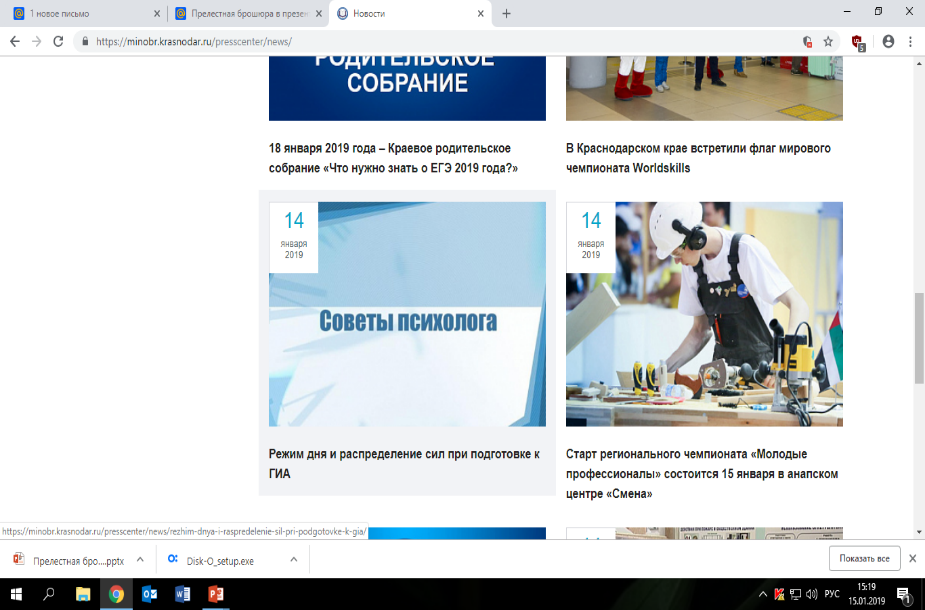 1 новое письмо
Прелестная брошюра в презен
Новости
https://minobr.krasnodar.ru/presscenter/news/
5
РОДИТЕЛЬСКОЕ
СОБРАНИЕ
18 января 2019 года – Краевое родительское
собрание «Что нужно знать о ЕГЭ 2019 года?»
В Краснодарском крае встретили флаг мирового
чемпионата Worldskills
14
января
2019
Советы психолога
Режим дня и распределение сил при подготовке к
ГИА
14
января
2019
Старт регионального чемпионата «Молодые
профессионалы» состоится 15 января в анапском
центре «Смена»
https://minobr.krasnodar.ru/presscenter/news/rezhim-dnya-i-raspredelenie-sil-pri-podgotovke-k-gia/
Прелестная бро....pptx
Disk-O_setup.exe
Показать все
РУС
15:19
15.01.2019
1